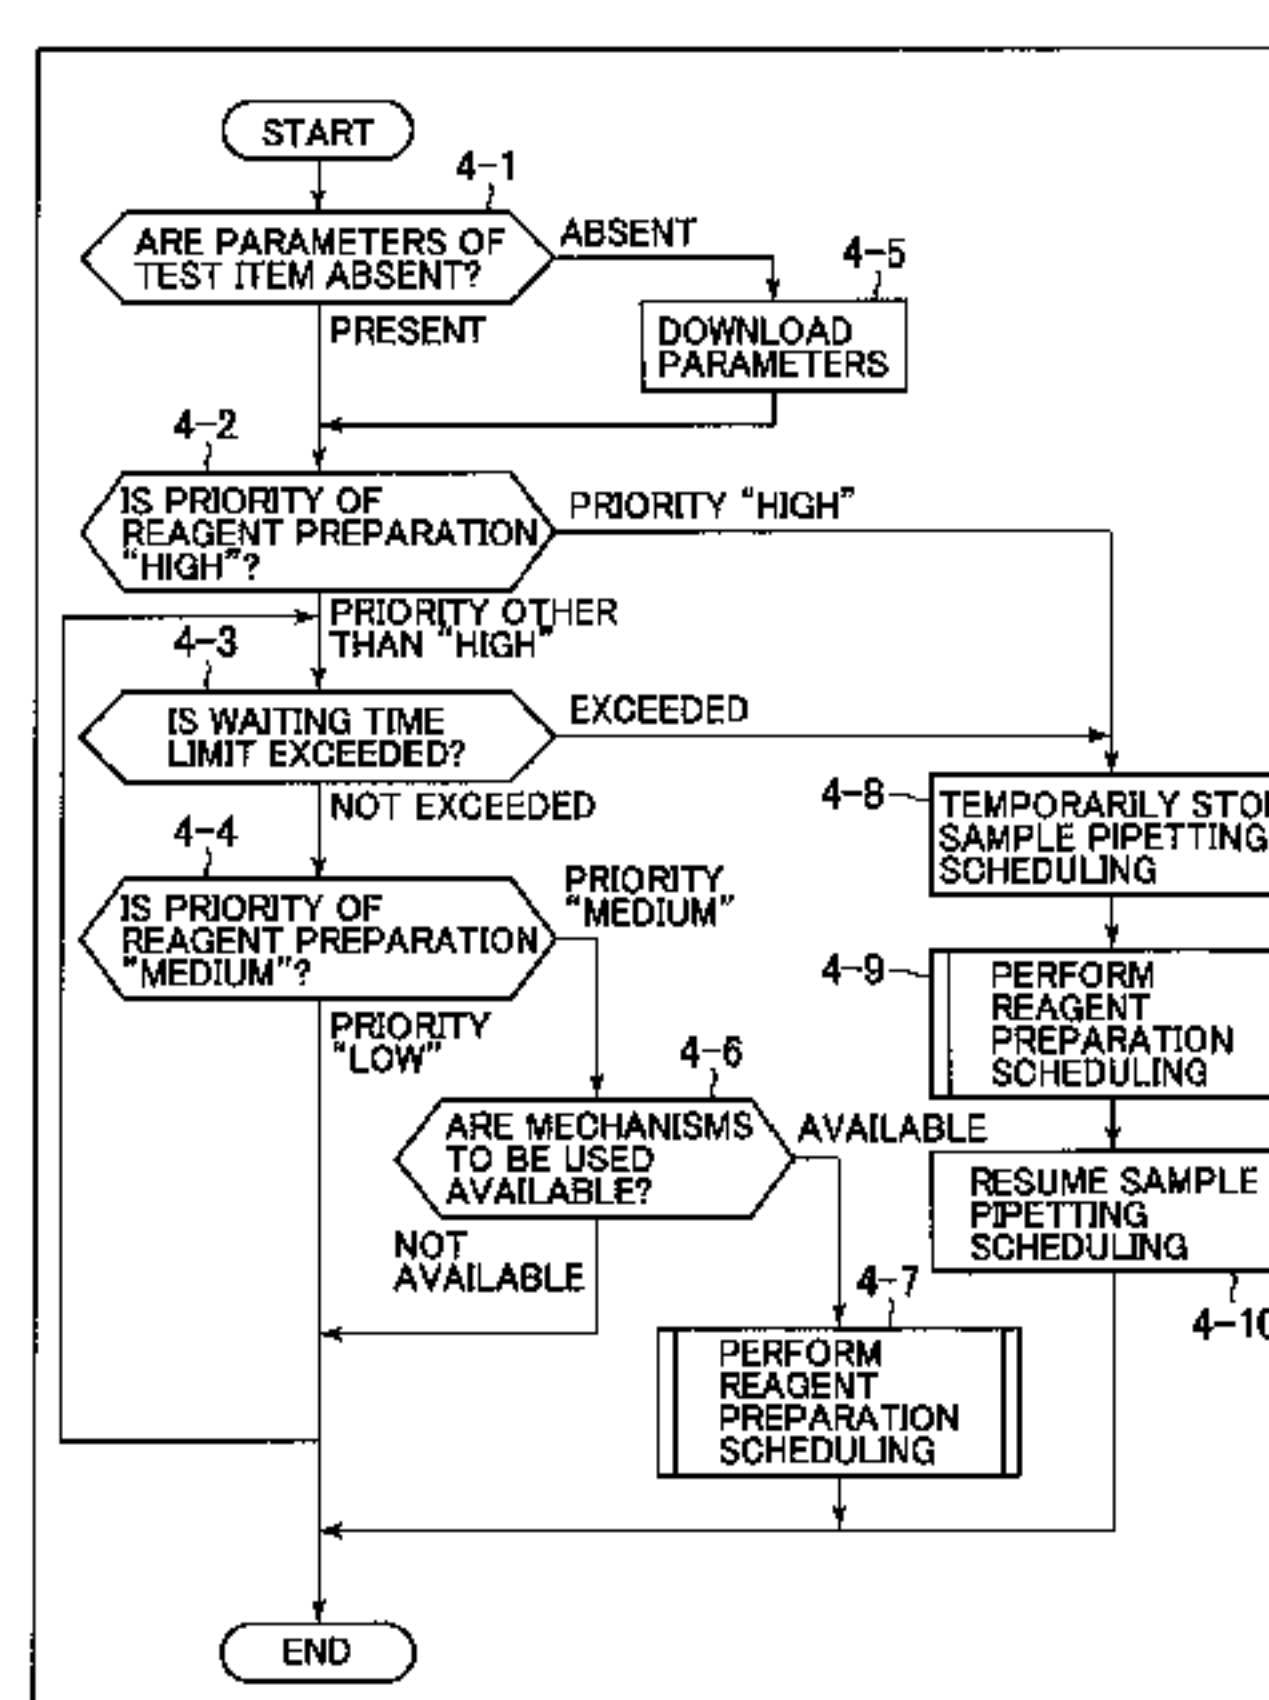 START
4-1
ARE PARAMETERS OF
TEST ITEM ABSENT?
ABSENT
4-5
DOWNLOAD
PARAMETERS
PRESENT
4-2
IS PRIORITY OF
REAGENT PREPARATION
"HIGH"?
PRIORITY "HIGH"
PRIORITY OTHER
THAN "HIGH"
4-3
IS WAITING TIME
LIMIT EXCEEDED?
EXCEEDED
NOT EXCEEDED
4-4
IS PRIORITY OF
REAGENT PREPARATION
"MEDIUM"?
PRIORITY
"MEDIUM"
PRIORITY
"LOW"
4-6
ARE MECHANISMS
TO BE USED
AVAILABLE?
AVAILABLE
NOT
AVAILABLE
4-7
PERFORM
REAGENT
PREPARATION
SCHEDULING
4-8
TEMPORARILY
SAMPLE PIPETTING
SCHEDULING
4-9
PERFORM
REAGENT
PREPARATION
SCHEDULING
RESUME SAMPLE
PIPETTING
SCHEDULING
4-10
END